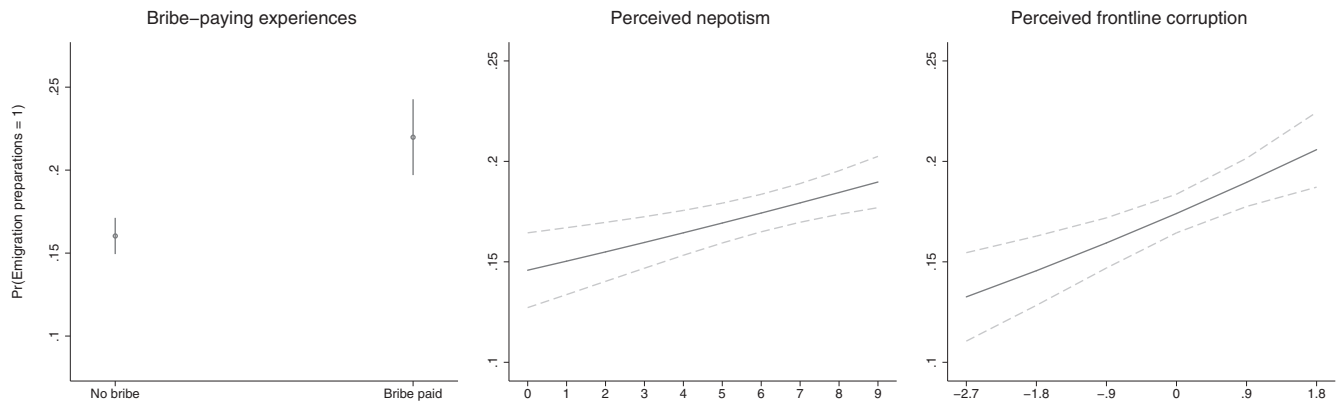 Bribe−paying experiences
Perceived nepotism
Perceived frontline corruption
Pr(Emigration preparations = 1)
.25
.2
.15
.1
No bribe Bribe paid
.25
.2
.15
.1
0 1 2 3 4 5 6 7 8 9
.25
.2
.15
.1
−2.7 −1.8 −.9 0 .9 1.8